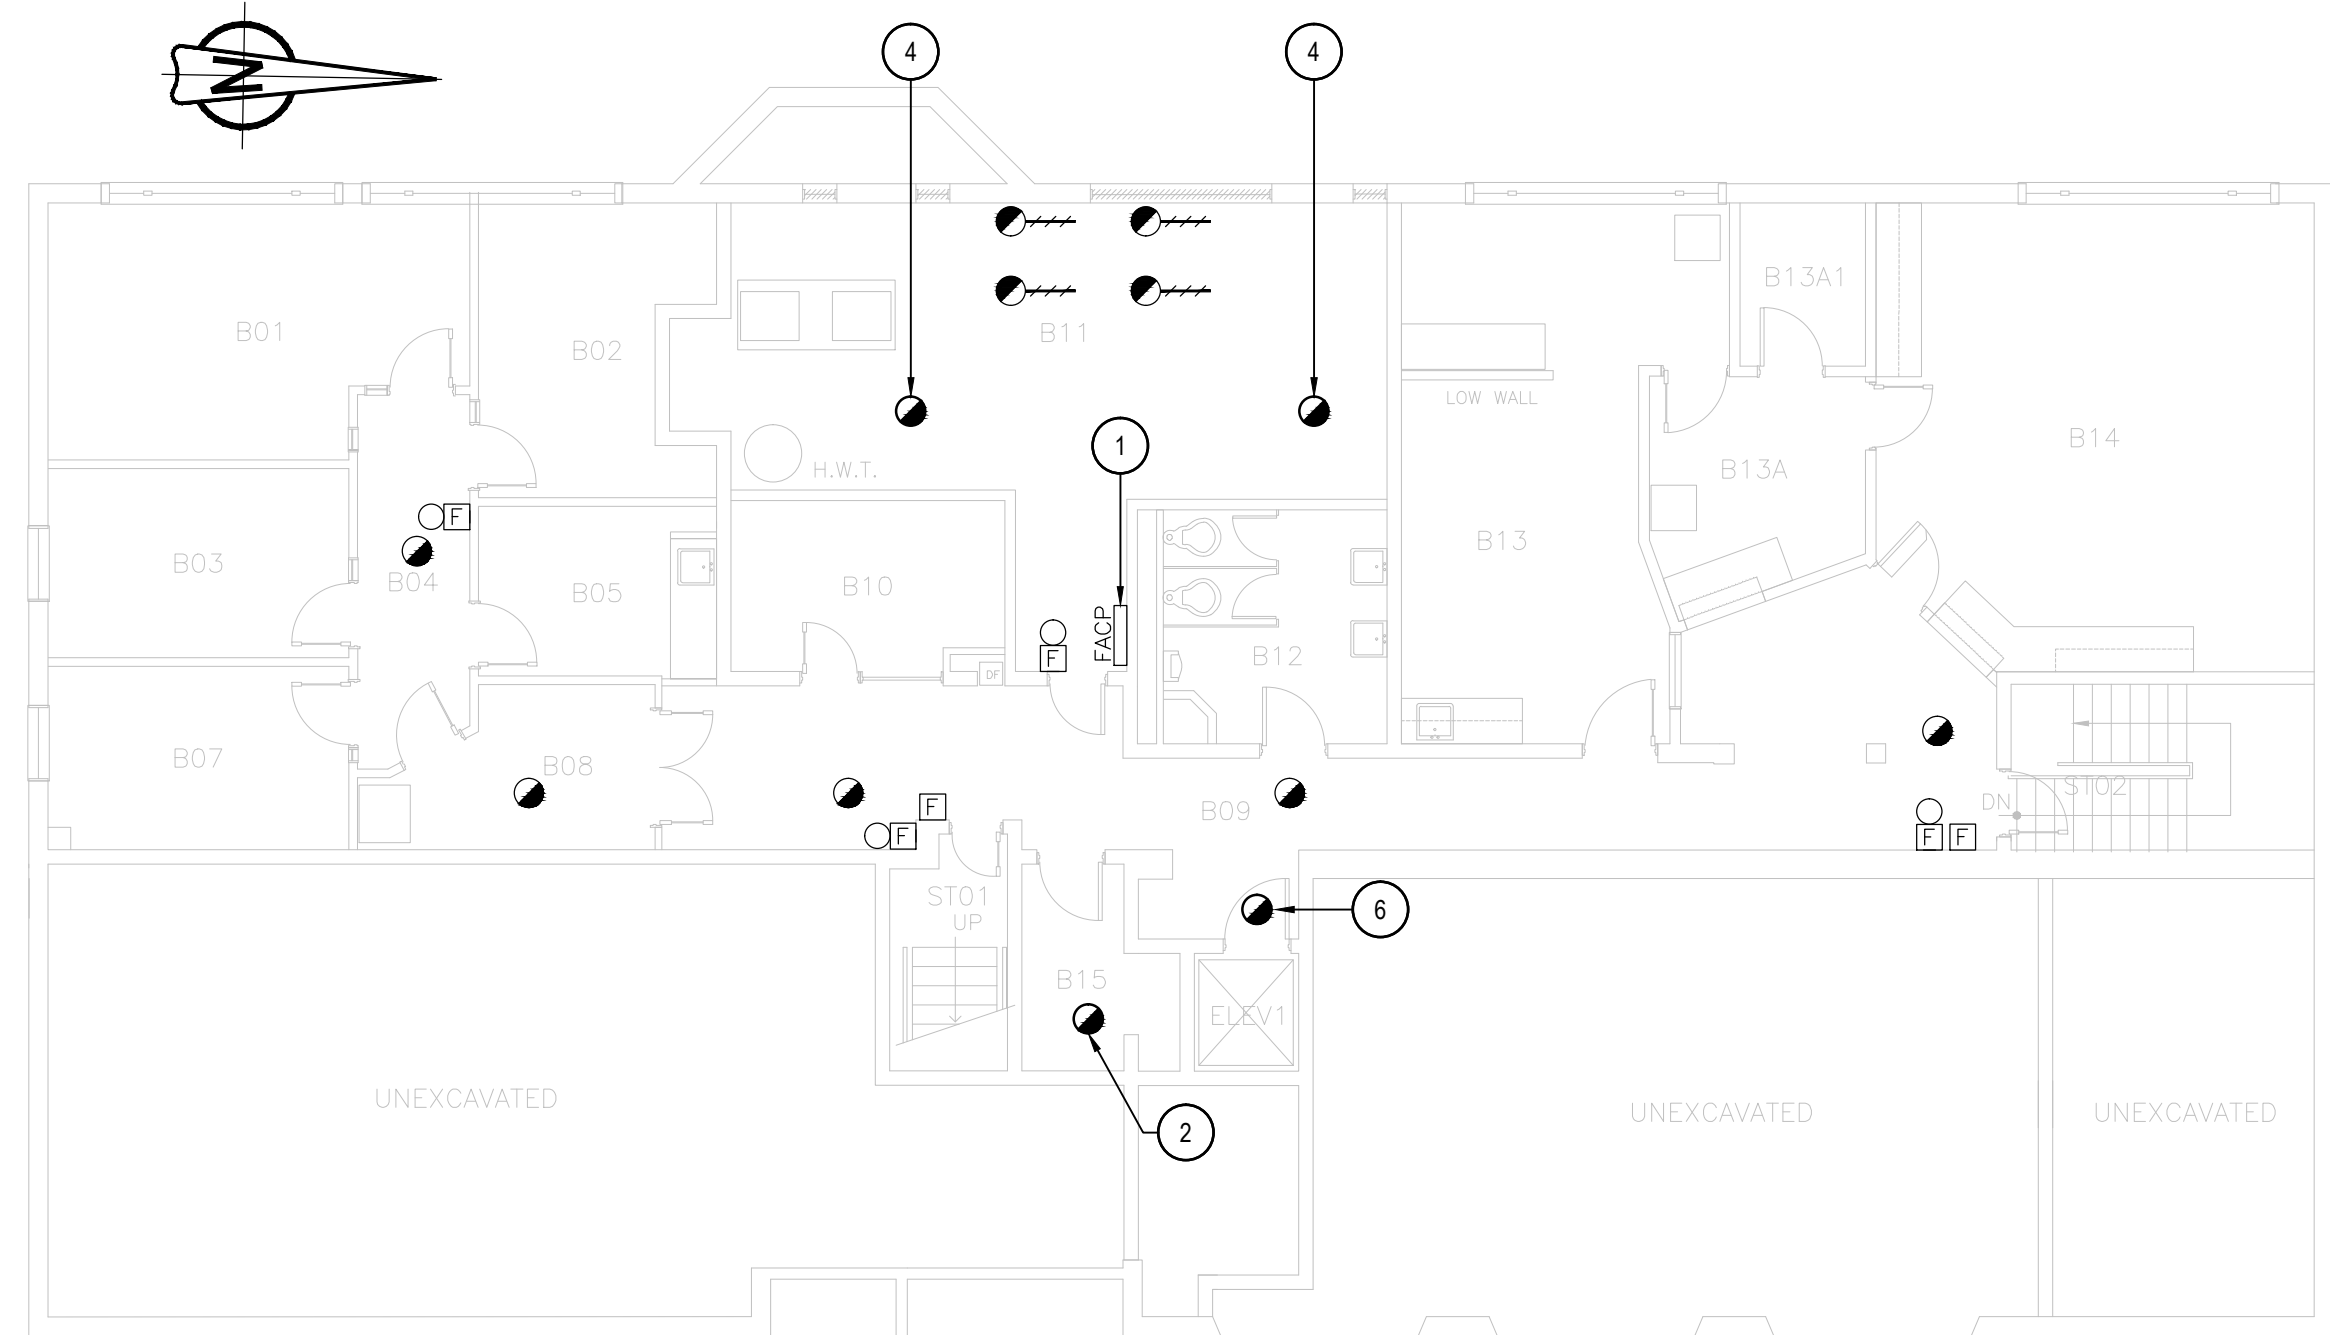 N
4
4
B01
B02
B11
B13A1
LOW WALL
B14
1
H.W.T.
B13A
F
B03
B04
B05
B10
FACP
B13
F
DF
B12
B07
B08
ST02
DN
B09
F
F
F
F
ST01
UP
6
B15
ELEV1
UNEXCAVATED
2
UNEXCAVATED
UNEXCAVATED